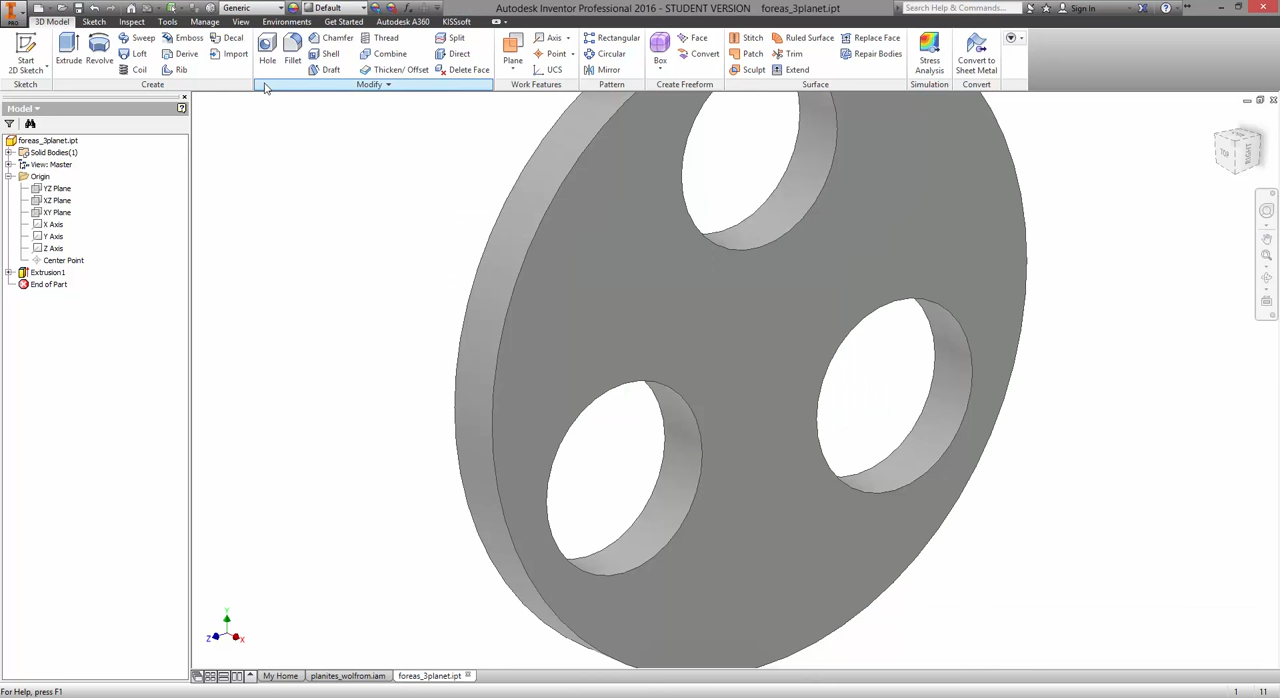 PRO
Generic
Default
Autodesk Inventor Professional 2016 - STUDENT VERSION foreas_3planet.ipt
Search Help & Commands...
Sign In
3D Model Sketch Inspect Tools Manage View Environments Get Started Autodesk A360 KISSsoft
Start
2D Sketch
Extrude Revolve
Sweep Emboss Decal
Loft Derive Import
Coil Rib
Hole Fillet
Chamfer Thread Split
Shell Combine Direct
Draft Thicken/ Offset Delete Face
Plane
Axis
Point
UCS
Rectangular
Circular
Mirror
Box
Face
Convert
Stitch Ruled Surface Replace Face
Patch Trim Repair Bodies
Sculpt Extend
Stress
Analysis
Convert to
Sheet Metal
Sketch Create Modify Work Features Pattern Create Freeform Surface Simulation Convert
Model
foreas_3planet.ipt
Solid Bodies(1)
View: Master
Origin
YZ Plane
XZ Plane
XY Plane
X Axis
Y Axis
Z Axis
Center Point
Extrusion1
End of Part
TOP
RIGHT
Y
Z
X
My Home planites_wolfrom.iam foreas_3planet.ipt
For Help, press F1
1 11